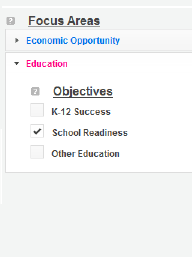 Focus Areas
Economic Opportunity
Education
Objectives
K-12 Success
School Readiness
Other Education